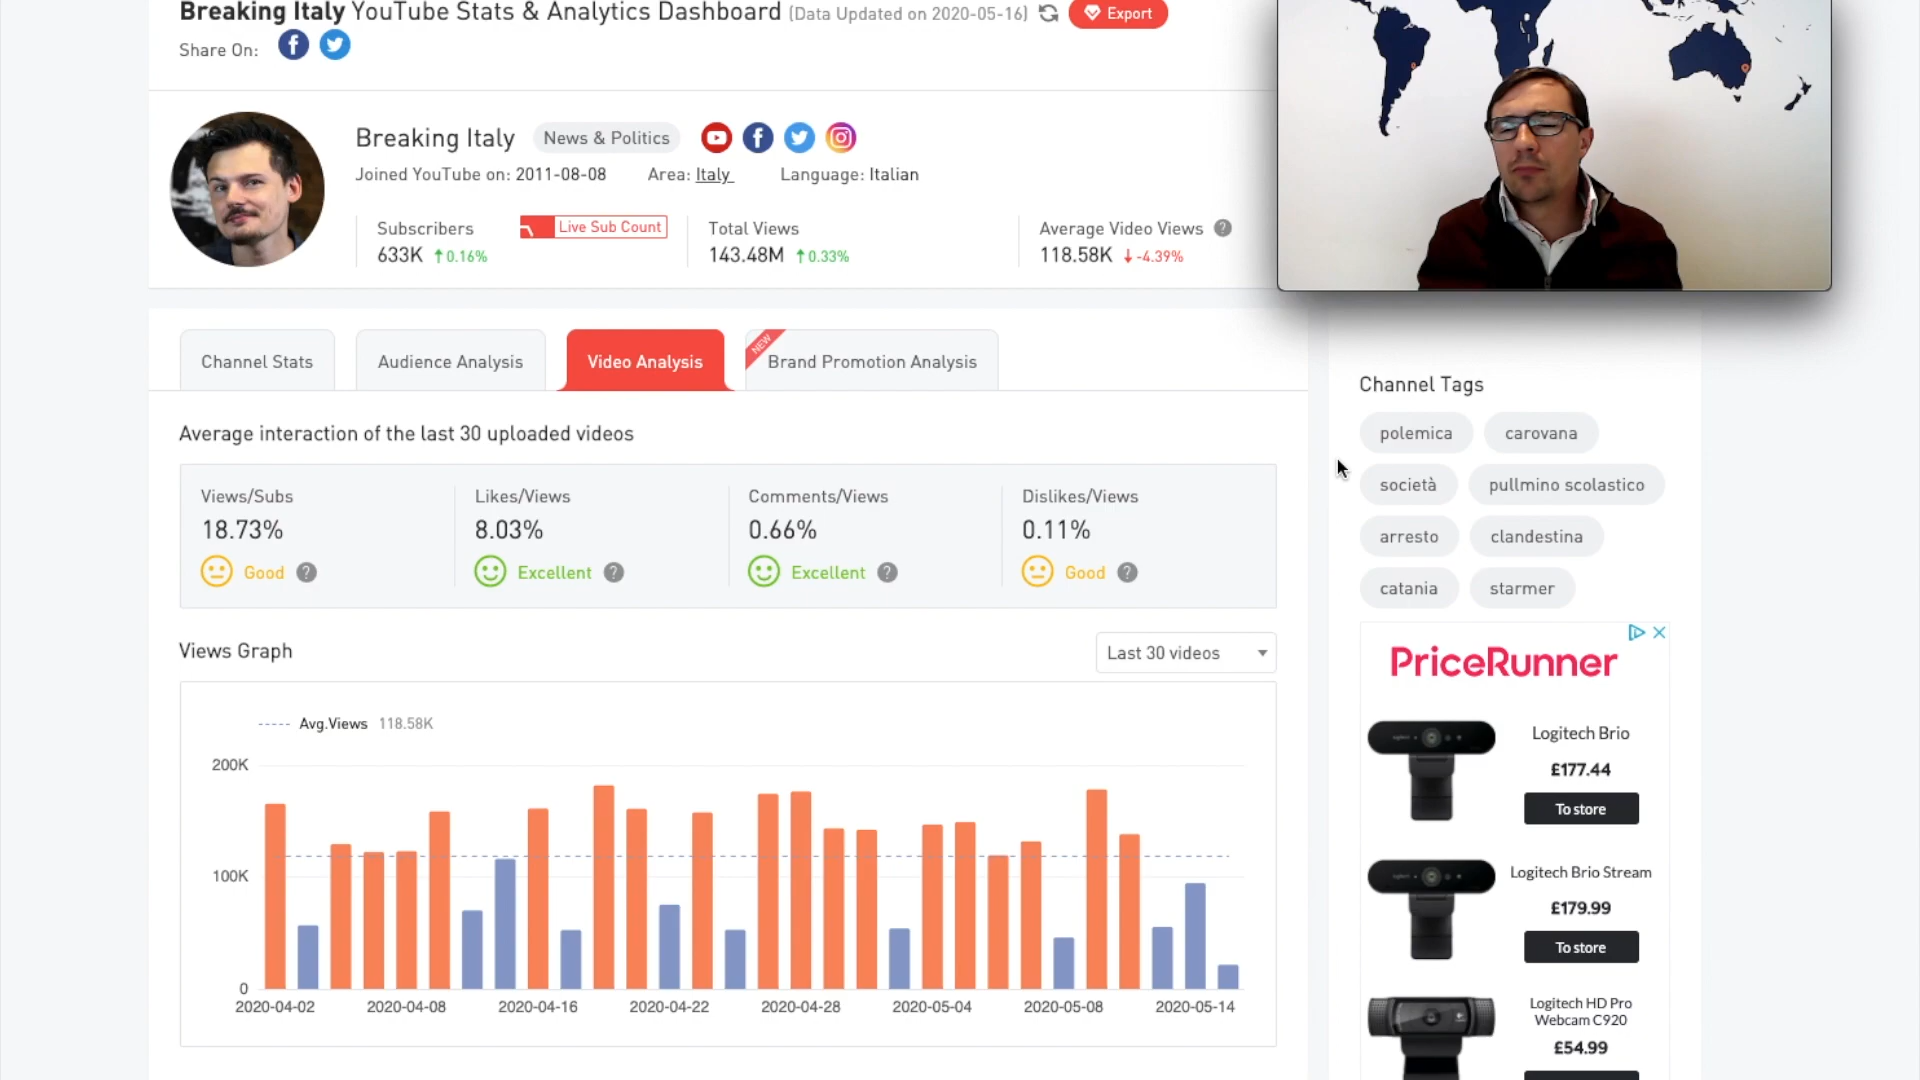 Breaking Italy YouTube Stats & Analytics Dashboard (Data Updated on 2020-05-16) Export
Share On:
Breaking Italy News & Politics
Joined YouTube on: 2011-08-08 Area: Italy Language: Italian
Subscribers Live Sub Count Total Views Average Video Views ?
633K 0.16% 143.48M 0.33% 118.58K -4.39%
Channel Stats Audience Analysis Video Analysis NEW Brand Promotion Analysis
Average interaction of the last 30 uploaded videos
Views/Subs Likes/Views Comments/Views Dislikes/Views
18.73% 8.03% 0.66% 0.11%
Good ? Excellent ? Excellent ? Good ?
Views Graph Last 30 videos
Avg.Views 118.58K
200K
100K
0
2020-04-02 2020-04-08 2020-04-16 2020-04-22 2020-04-28 2020-05-04 2020-05-08 2020-05-14
Channel Tags
polemica carovana
società pullmino scolastico
arresto clandestina
catania starmer
PriceRunner
Logitech Brio
£177.44
To store
Logitech Brio Stream
£179.99
To store
Logitech HD Pro
Webcam C920
£54.99